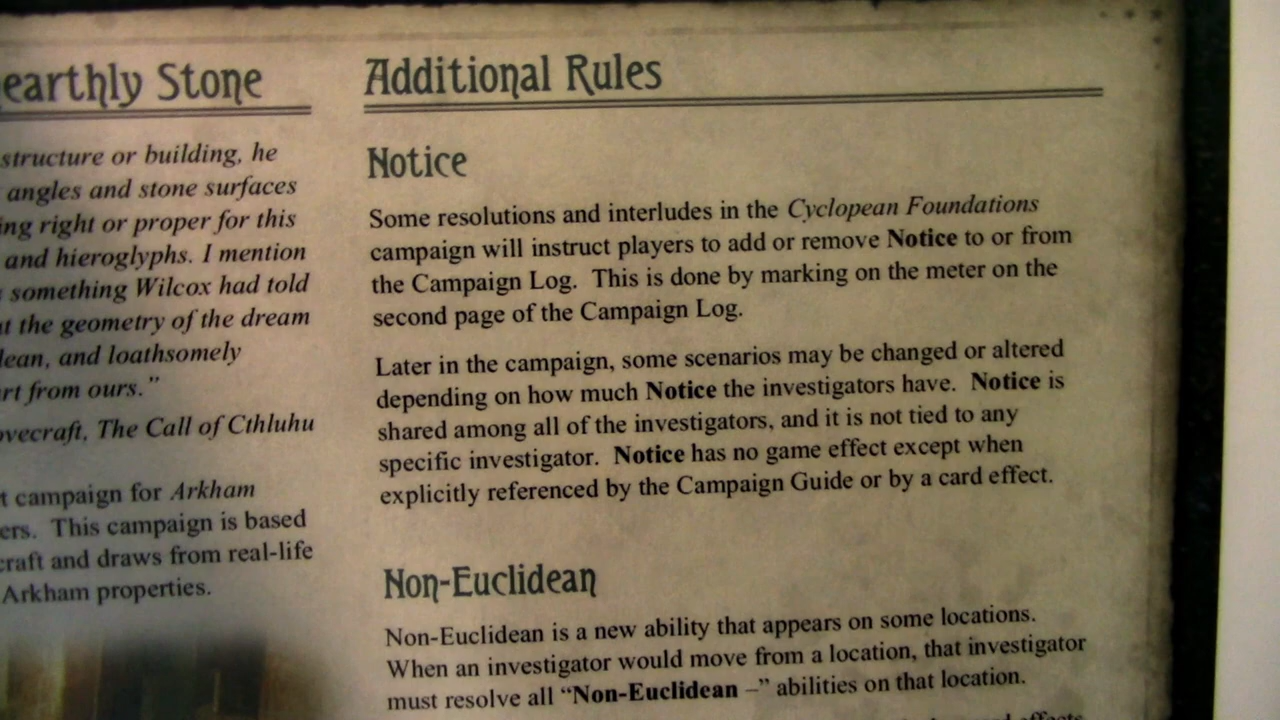 earthly Stone
structure or building, he
angles and stone surfaces
ing right or proper for this
and hieroglyphs. I mention
something Wilcox had told
the geometry of the dream
lean, and loathsomely
rt from ours."
ovecraft, The Call of Cthluhu
t campaign for Arkham
ers. This campaign is based
craft and draws from real-life
Arkham properties.
Additional Rules
Notice
Some resolutions and interludes in the Cyclopean Foundations
campaign will instruct players to add or remove Notice to or from
the Campaign Log. This is done by marking on the meter on the
second page of the Campaign Log.
Later in the campaign, some scenarios may be changed or altered
depending on how much Notice the investigators have. Notice is
shared among all of the investigators, and it is not tied to any
specific investigator. Notice has no game effect except when
explicitly referenced by the Campaign Guide or by a card effect.
Non-Euclidean
Non-Euclidean is a new ability that appears on some locations.
When an investigator would move from a location, that investigator
must resolve all “Non-Euclidean –” abilities on that location.